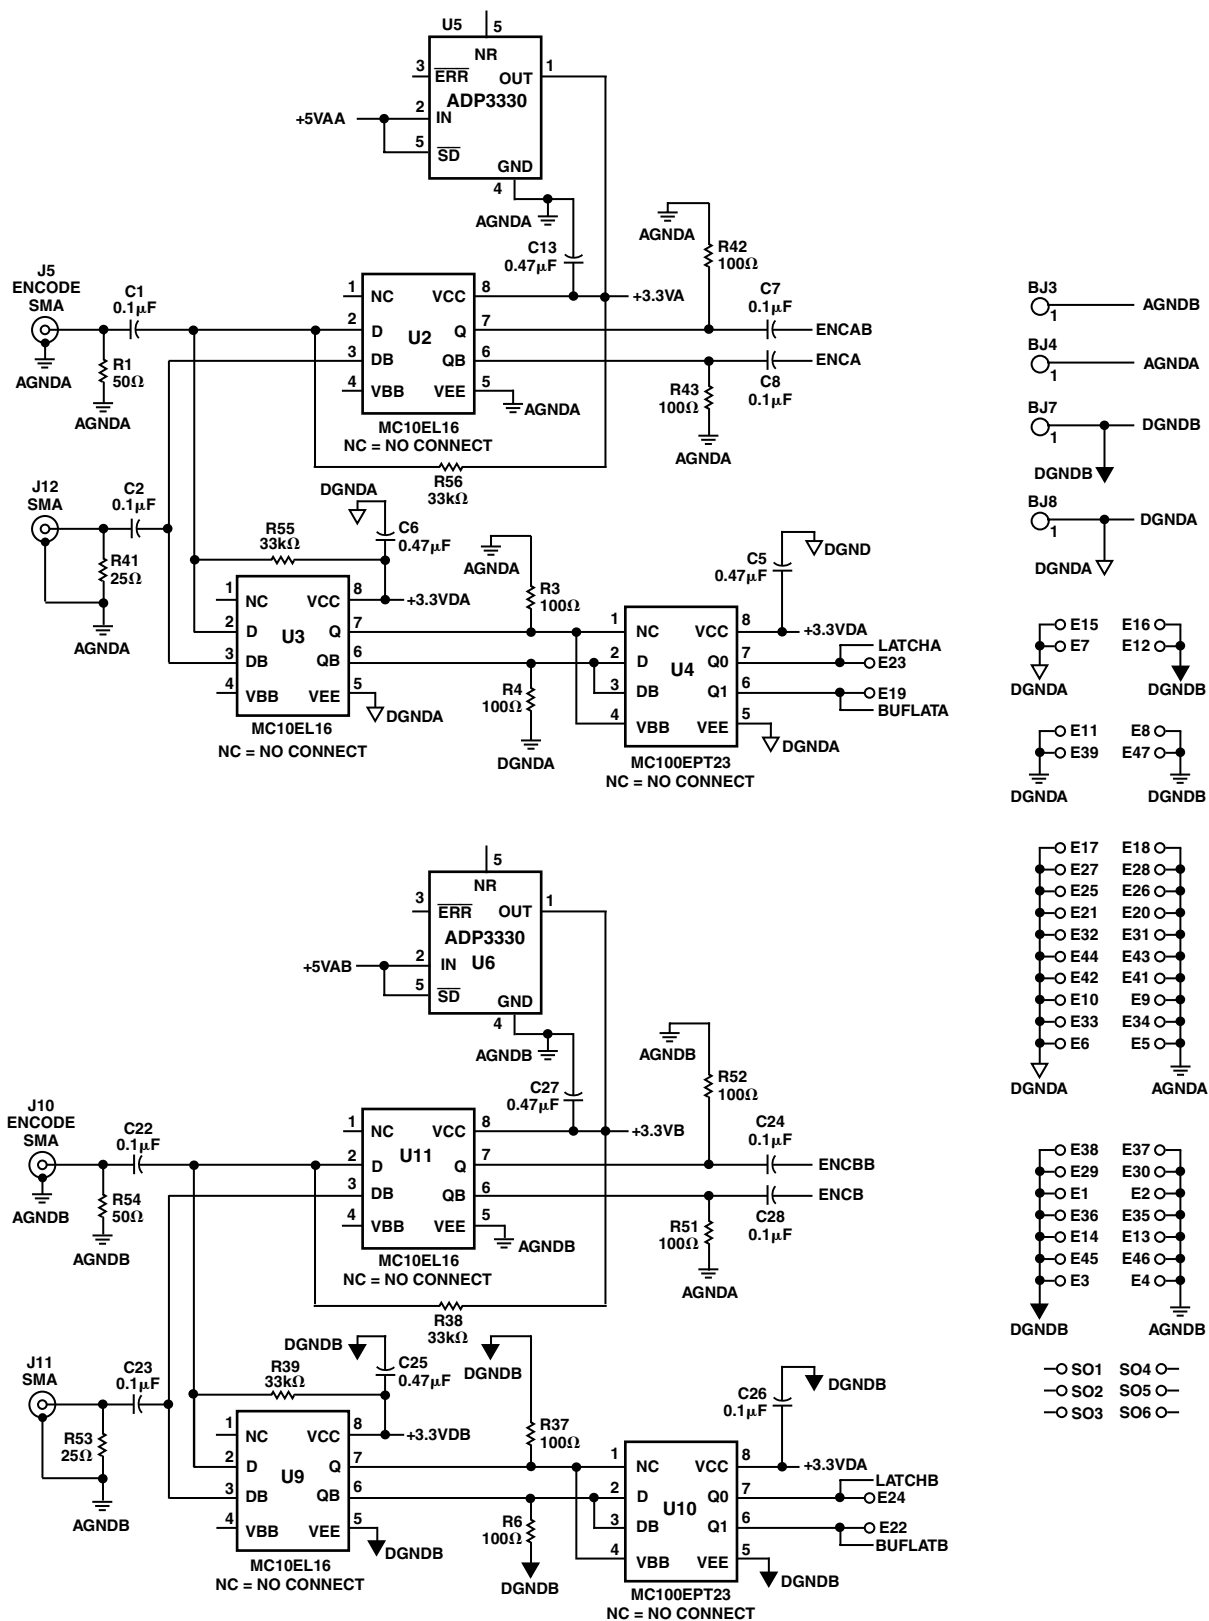 U5
5
NR
3
ERR
OUT
1
ADP3330
+5VAA
2
IN
5
SD
GND
4
AGNDA
C13
0.47μF
AGNDA
R42
100Ω
J5
ENCODE
SMA
C1
0.1μF
AGNDA
R1
50Ω
AGNDA
1
NC
VCC
8
2
D
U2
Q
7
3
DB
QB
6
4
VBB
VEE
5
MC10EL16
NC = NO CONNECT
+3.3VA
C7
0.1μF
ENCAB
ENCA
C8
0.1μF
R43
100Ω
AGNDA
AGNDA
R56
33kΩ
J12
SMA
C2
0.1μF
R41
25Ω
AGNDA
DGNDA
R55
33kΩ
C6
0.47μF
1
NC
VCC
8
+3.3VDA
2
D
U3
Q
7
3
DB
QB
6
4
VBB
VEE
5
DGNDA
MC10EL16
NC = NO CONNECT
AGNDA
R3
100Ω
R4
100Ω
DGNDA
C5
0.47μF
DGND
1
NC
VCC
8
+3.3VDA
2
D
U4
Q0
7
LATCHA
E23
3
DB
Q1
6
E19
BUFLATA
4
VBB
VEE
5
DGNDA
MC100EPT23
NC = NO CONNECT
5
NR
3
ERR
OUT
1
ADP3330
+5VAB
2
IN
U6
5
SD
GND
4
AGNDB
C27
0.47μF
AGNDB
R52
100Ω
J10
ENCODE
SMA
C22
0.1μF
AGNDB
R54
50Ω
AGNDB
1
NC
VCC
8
2
D
U11
Q
7
3
DB
QB
6
4
VBB
VEE
5
MC10EL16
NC = NO CONNECT
+3.3VB
C24
0.1μF
ENCBB
ENCB
C28
0.1μF
R51
100Ω
AGNDB
AGNDA
R38
33kΩ
J11
SMA
C23
0.1μF
R53
25Ω
AGNDB
DGNDB
R39
33kΩ
C25
0.47μF
1
NC
VCC
8
+3.3VDB
2
D
U9
Q
7
3
DB
QB
6
4
VBB
VEE
5
DGNDB
MC10EL16
NC = NO CONNECT
DGNDB
R37
100Ω
R6
100Ω
DGNDB
C26
0.1μF
DGNDB
1
NC
VCC
8
+3.3VDA
2
D
U10
Q0
7
LATCHB
E24
3
DB
Q1
6
E22
BUFLATB
4
VBB
VEE
5
DGNDB
MC100EPT23
NC = NO CONNECT
BJ3
1
AGNDB
BJ4
1
AGNDA
BJ7
1
DGNDB
DGNDB
BJ8
1
DGNDA
DGNDA
E15 E16
E7 E12
DGNDA DGNDB
E11 E8
E39 E47
DGNDA DGNDB
E17 E18
E27 E28
E25 E26
E21 E20
E32 E31
E44 E43
E42 E41
E10 E9
E33 E34
E6 E5
DGNDA AGNDA
E38 E37
E29 E30
E1 E2
E36 E35
E14 E13
E45 E46
E3 E4
DGNDB AGNDB
SO1 SO4
SO2 SO5
SO3 SO6